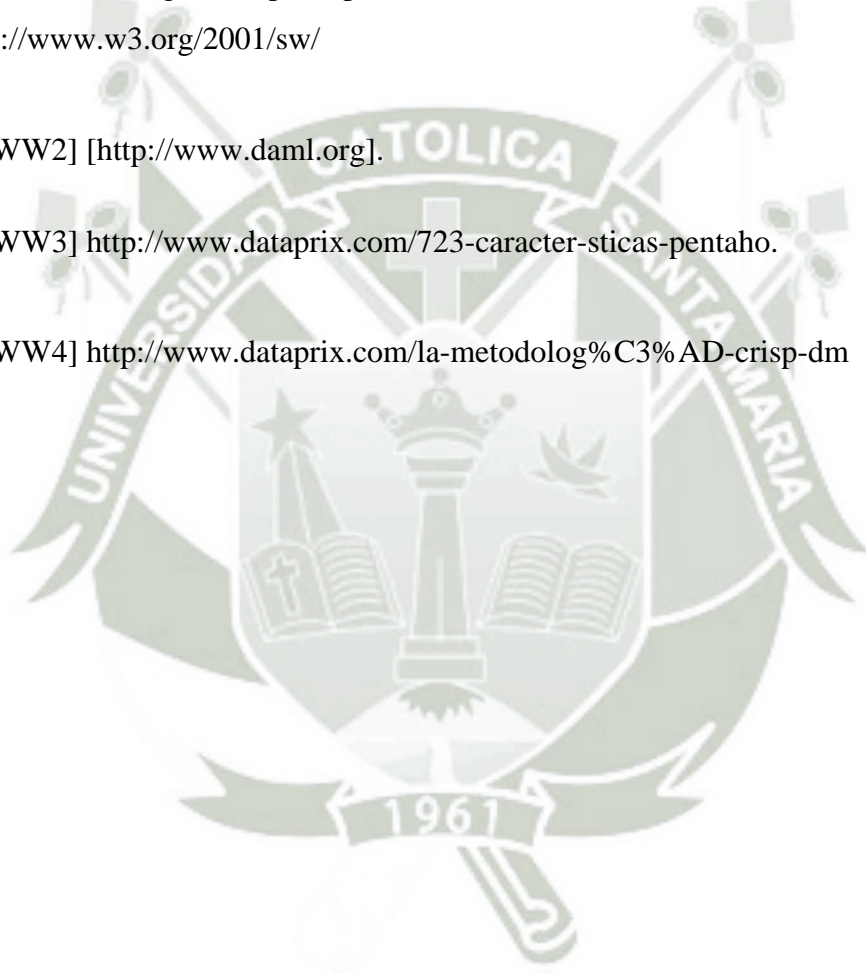 ://www.w3.org/2001/sw/
WW2] [http://www.daml.org].
WW3] http://www.dataprix.com/723-caracter-sticas-pentaho.
WW4] http://www.dataprix.com/la-metodolog%C3%AD-crisp-dm
UNIVERSIDAD CATOLICA SANTA MARIA
1961